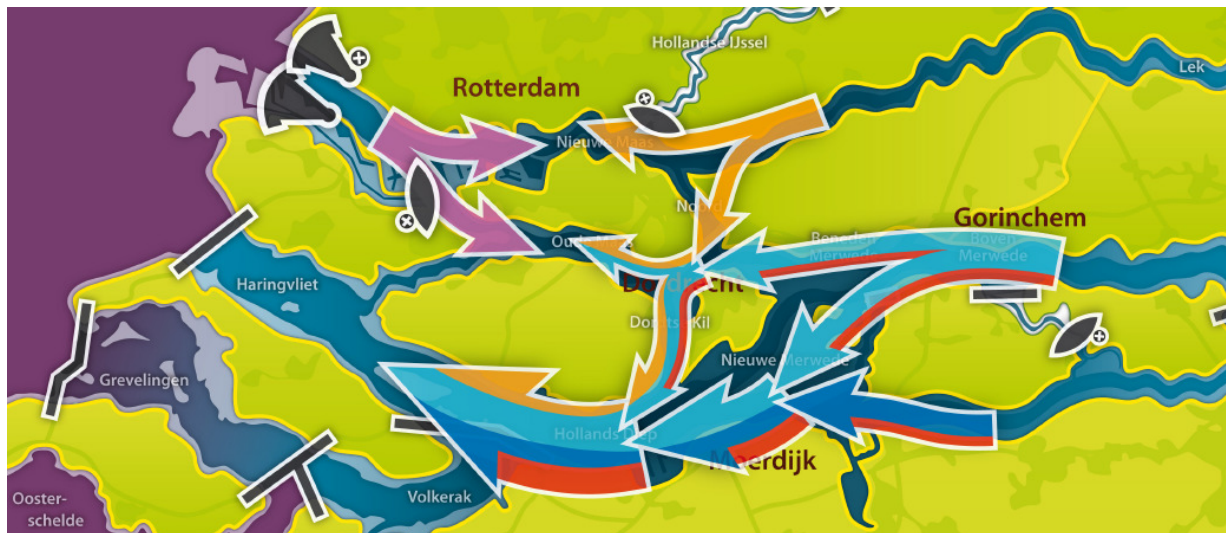 Hollandse IJssel
Lek
Rotterdam
Nieuwe Maas
Noord
Gorinchem
Oude Maas
Beneden
Merwede
Boven
Merwede
Haringvliet
Dordrecht
Dordtse Kil
Nieuwe Merwede
Grevelingen
Hollands Diep
Moerdijk
Volkerak
Ooster-
schelde